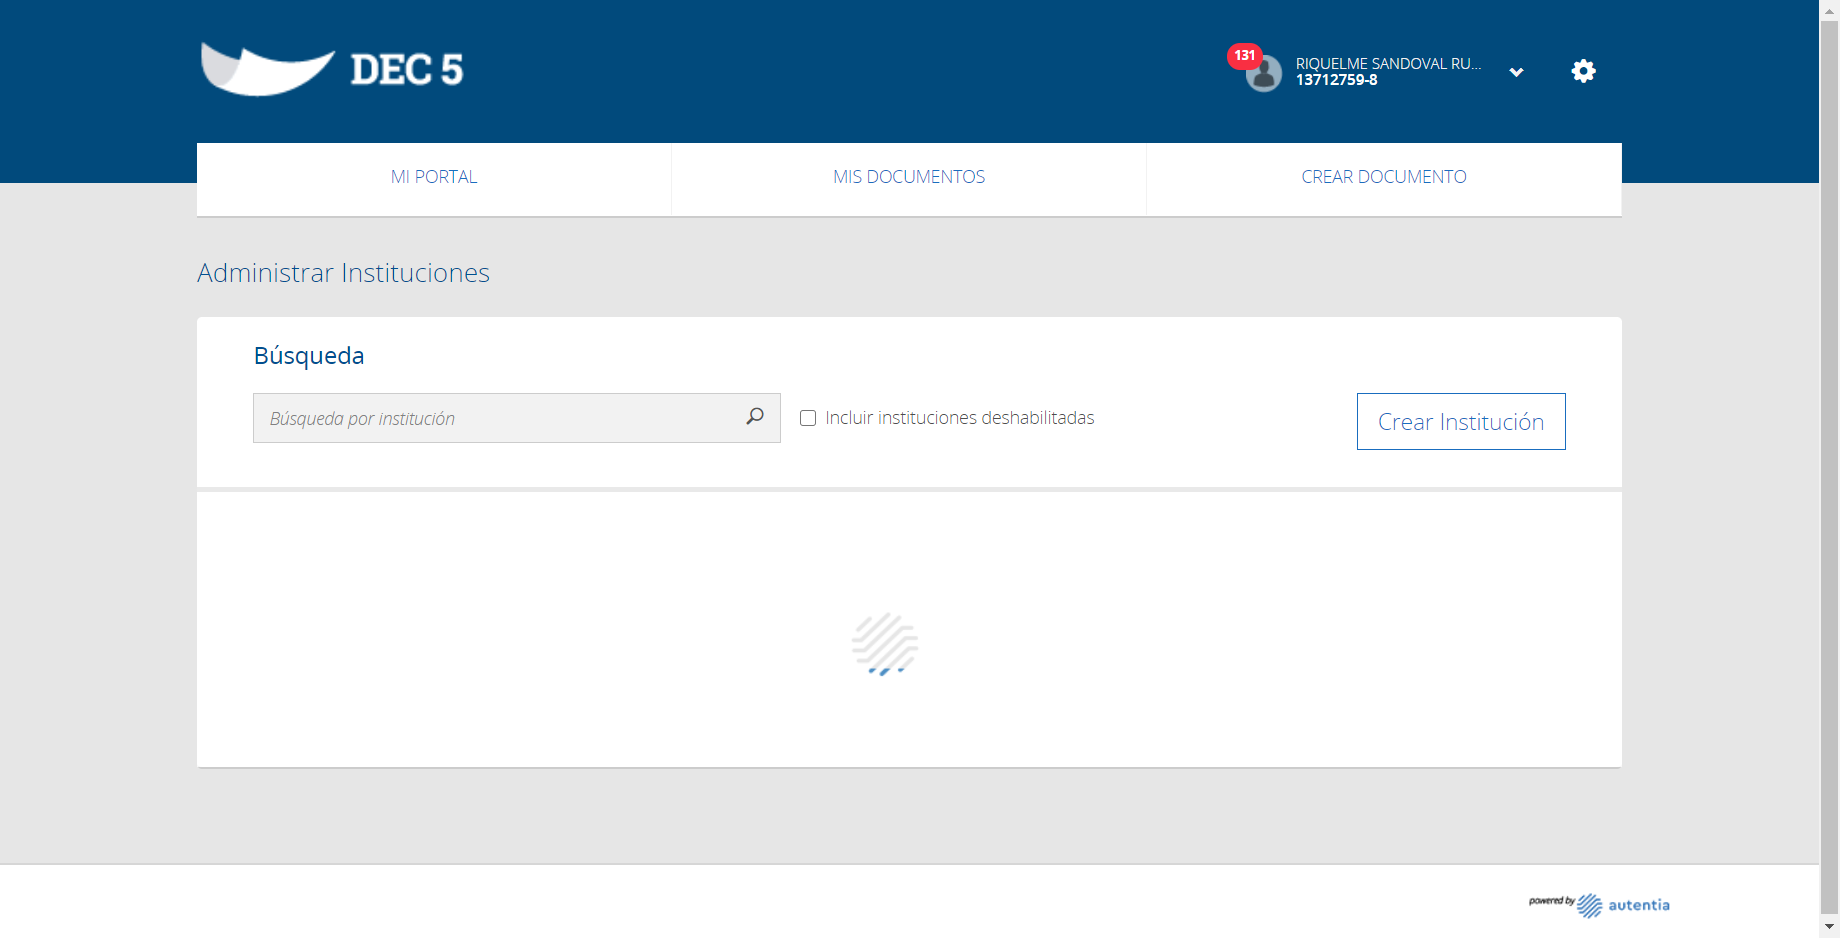 DEC 5
131
RIQUELME SANDOVAL RU...
13712759-8
MI PORTAL
MIS DOCUMENTOS
CREAR DOCUMENTO
Administrar Instituciones
Búsqueda
Búsqueda por institución
Incluir instituciones deshabilitadas
Crear Institución
powered by autentia